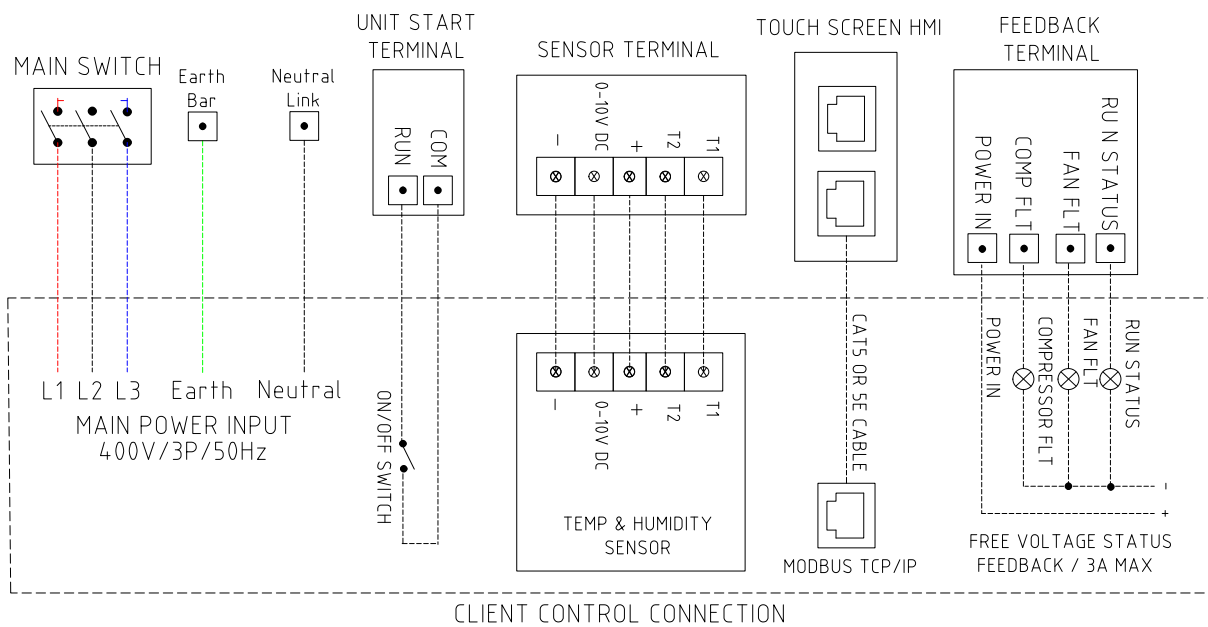 UNIT START
TERMINAL
TOUCH SCREEN HMI
FEEDBACK
TERMINAL
SENSOR TERMINAL
MAIN SWITCH
Earth
Bar
Neutral
Link
RUN
COM
-
0-10V DC
+
T2
T1
POWER IN
COMP FLT
FAN FLT
RU N STATUS
L1 L2 L3
Earth
Neutral
MAIN POWER INPUT
400V/3P/50Hz
ON/OFF SWITCH
-
0-10V DC
+
T2
T1
TEMP & HUMIDITY
SENSOR
CAT5 OR 5E CABLE
MODBUS TCP/IP
POWER IN
COMPRESSOR FLT
FAN FLT
RUN STATUS
-
+
FREE VOLTAGE STATUS
FEEDBACK / 3A MAX
CLIENT CONTROL CONNECTION